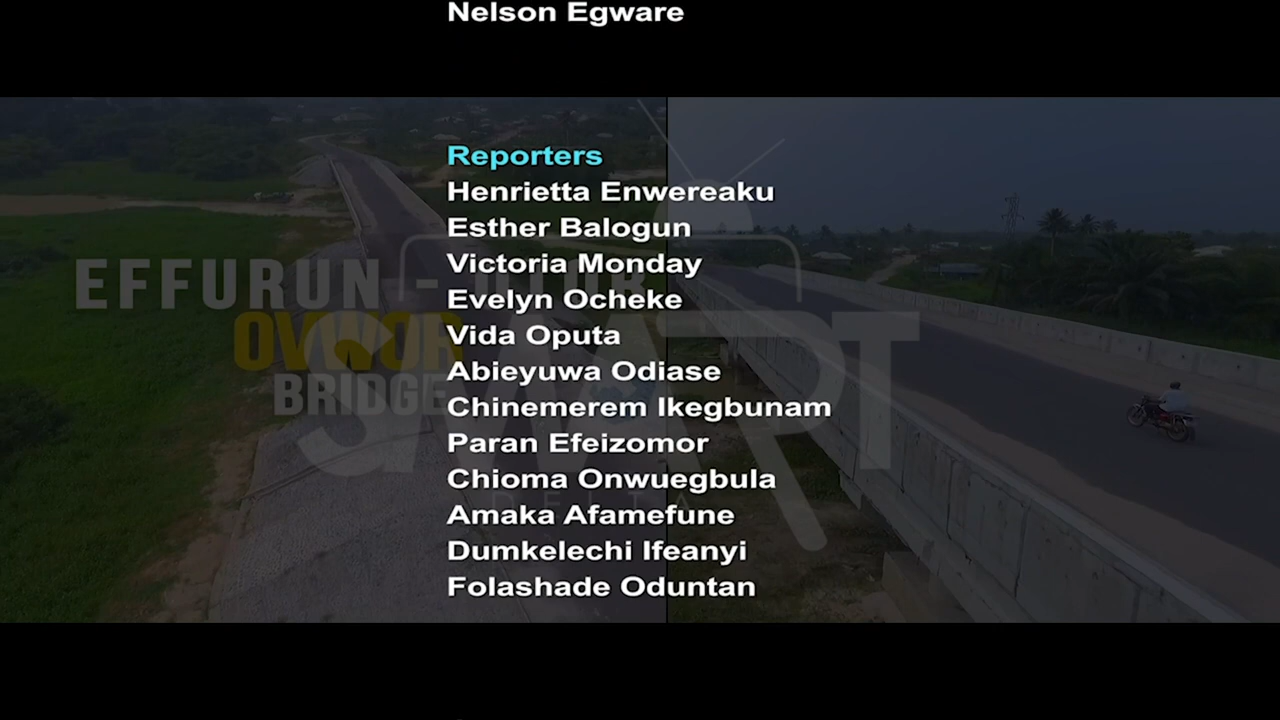 Nelson Egware
Reporters
Henrietta Enwereaku
Esther Balogun
Victoria Monday
Evelyn Ocheke
Vida Oputa
Abieyuwa Odiase
Chinemerem Ikegbunam
Paran Efeizomor
Chioma Onwuegbula
Amaka Afamefune
Dumkelechi Ifeanyi
Folashade Oduntan
EFFURUN -
BRIDGE
DELTA